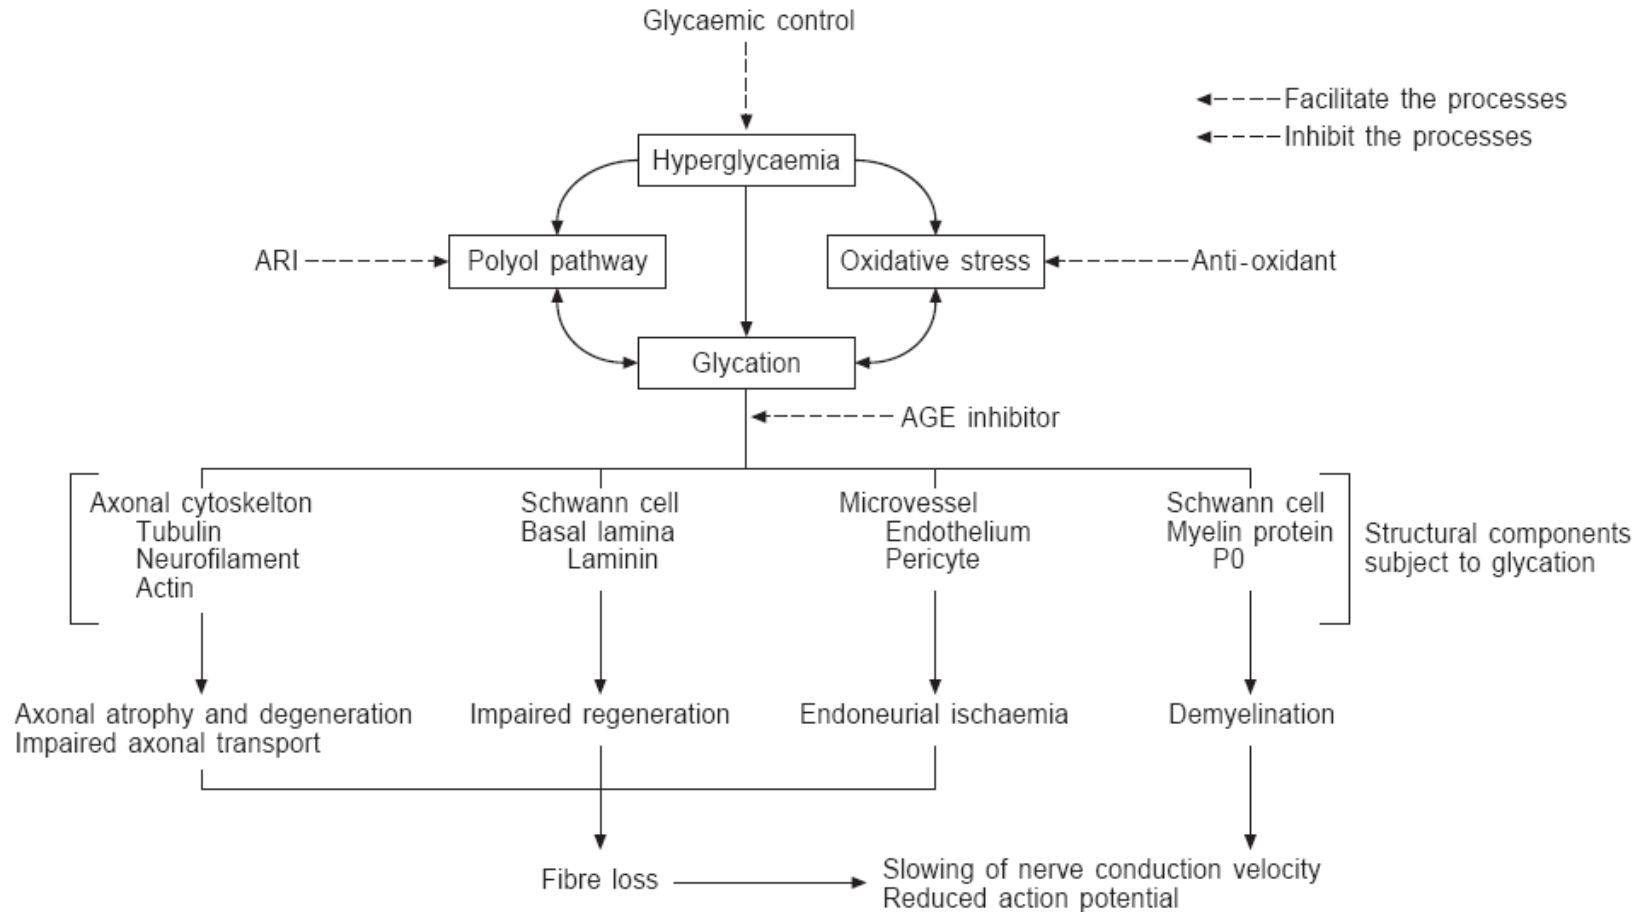 Glycaemic control
Facilitate the processes
Inhibit the processes
Hyperglycaemia
ARI
Polyol pathway
Oxidative stress
Anti-oxidant
Glycation
AGE inhibitor
Axonal cytoskelton
Tubulin
Neurofilament
Actin
Schwann cell
Basal lamina
Laminin
Microvessel
Endothelium
Pericyte
Schwann cell
Myelin protein
P0
Structural components
subject to glycation
Axonal atrophy and degeneration
Impaired axonal transport
Impaired regeneration
Endoneurial ischaemia
Demyelination
Fibre loss
Slowing of nerve conduction velocity
Reduced action potential